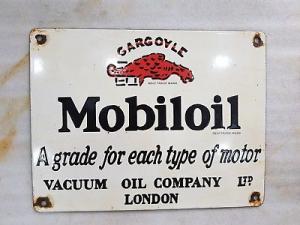 GARGOYLE
Mobiloil
A grade for each type of motor
VACUUM OIL COMPANY LTD
LONDON